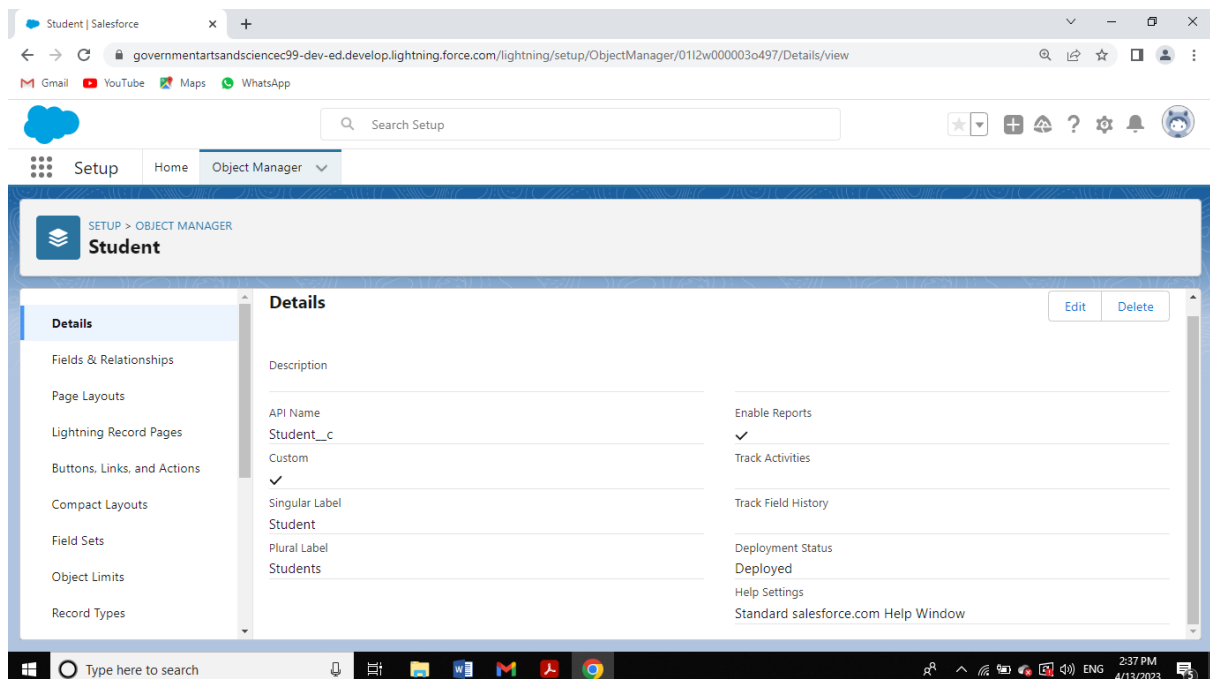 Student | Salesforce
governmentartsandsciencec99-dev-ed.develop.lightning.force.com/lightning/setup/ObjectManager/01I2w000003o497/Details/view
Gmail YouTube Maps WhatsApp
Search Setup
Setup Home Object Manager
SETUP > OBJECT MANAGER
Student
Details
Fields & Relationships
Page Layouts
Lightning Record Pages
Buttons, Links, and Actions
Compact Layouts
Field Sets
Object Limits
Record Types
Details
Edit Delete
Description
API Name
Student__c
Custom
Singular Label
Student
Plural Label
Students
Enable Reports
Track Activities
Track Field History
Deployment Status
Deployed
Help Settings
Standard salesforce.com Help Window
Type here to search
ENG
2:37 PM
4/13/2023